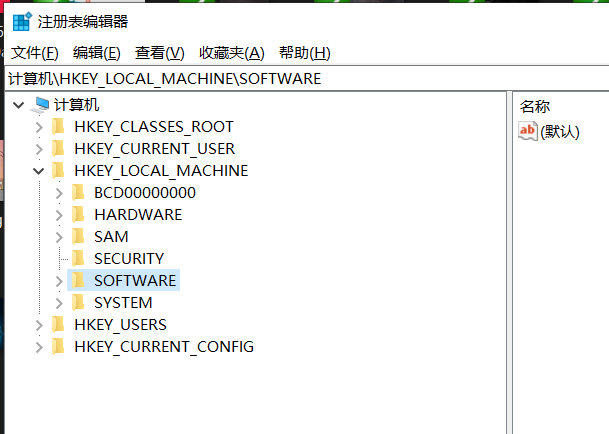 注册表编辑器
文件(F) 编辑(E) 查看(V) 收藏夹(A) 帮助(H)
计算机\HKEY_LOCAL_MACHINE\SOFTWARE
计算机
HKEY_CLASSES_ROOT
HKEY_CURRENT_USER
HKEY_LOCAL_MACHINE
BCD00000000
HARDWARE
SAM
SECURITY
SOFTWARE
SYSTEM
HKEY_USERS
HKEY_CURRENT_CONFIG
名称
ab (默认)